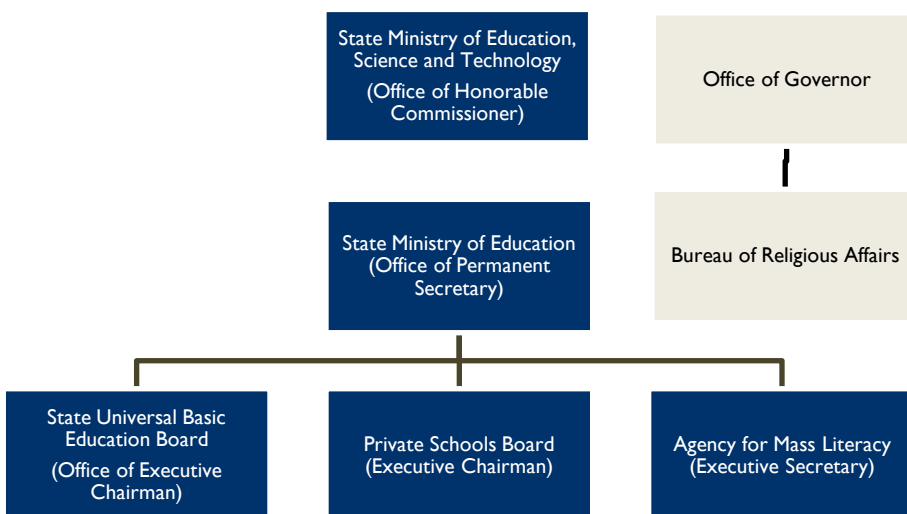 State Ministry of Education,
Science and Technology
(Office of Honorable
Commissioner)
Office of Governor
State Ministry of Education
(Office of Permanent
Secretary)
Bureau of Religious Affairs
State Universal Basic
Education Board
(Office of Executive
Chairman)
Private Schools Board
(Executive Chairman)
Agency for Mass Literacy
(Executive Secretary)